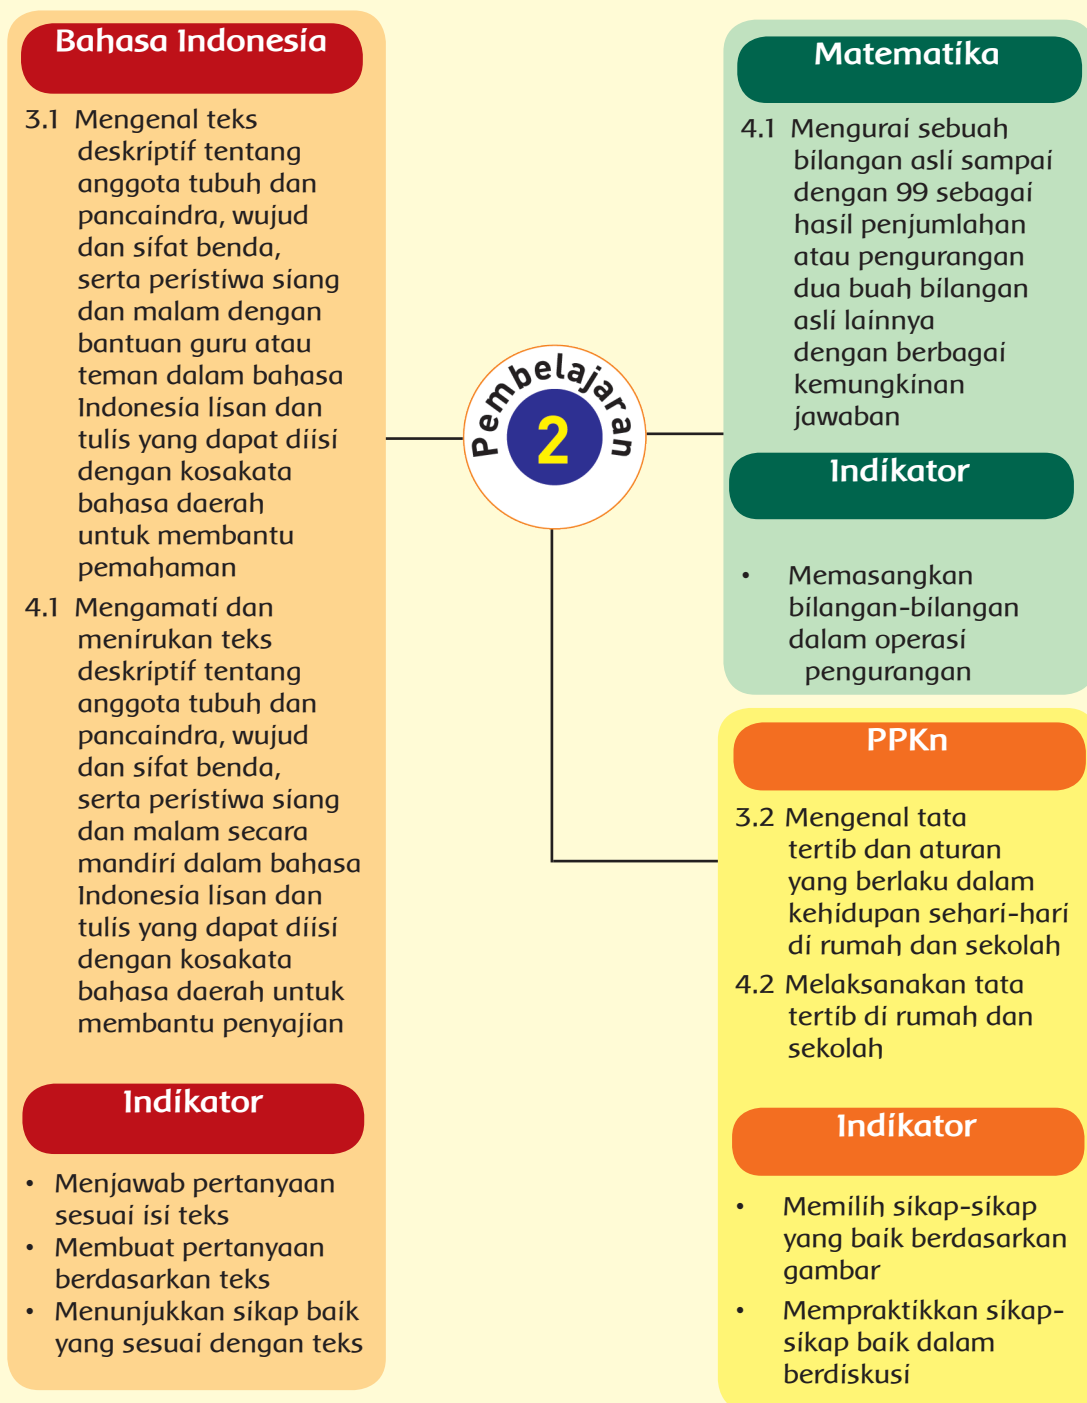 Bahasa Indonesia
3.1 Mengenal teks
deskriptif tentang
anggota tubuh dan
pancaindra, wujud
dan sifat benda,
serta peristiwa siang
dan malam dengan
bantuan guru atau
teman dalam bahasa
Indonesia lisan dan
tulis yang dapat diisi
dengan kosakata
bahasa daerah
untuk membantu
pemahaman
4.1 Mengamati dan
menirukan teks
deskriptif tentang
anggota tubuh dan
pancaindra, wujud
dan sifat benda,
serta peristiwa siang
dan malam secara
mandiri dalam bahasa
Indonesia lisan dan
tulis yang dapat diisi
dengan kosakata
bahasa daerah untuk
membantu penyajian
Indikator
• Menjawab pertanyaan
sesuai isi teks
• Membuat pertanyaan
berdasarkan teks
• Menunjukkan sikap baik
yang sesuai dengan teks
Pembelajaran
2
Matematika
4.1 Mengurai sebuah
bilangan asli sampai
dengan 99 sebagai
hasil penjumlahan
atau pengurangan
dua buah bilangan
asli lainnya
dengan berbagai
kemungkinan
jawaban
Indikator
• Memasangkan
bilangan-bilangan
dalam operasi
pengurangan
PPKn
3.2 Mengenal tata
tertib dan aturan
yang berlaku dalam
kehidupan sehari-hari
di rumah dan sekolah
4.2 Melaksanakan tata
tertib di rumah dan
sekolah
Indikator
• Memilih sikap-sikap
yang baik berdasarkan
gambar
• Mempraktikkan sikap-
sikap baik dalam
berdiskusi